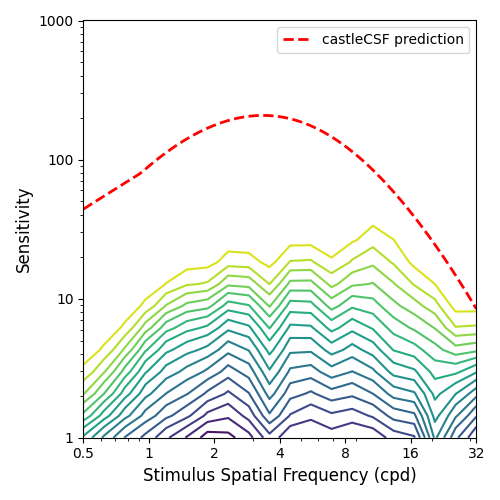 1000
100
10
1
Sensitivity
castleCSF prediction
0.5 1 2 4 8 16 32
Stimulus Spatial Frequency (cpd)